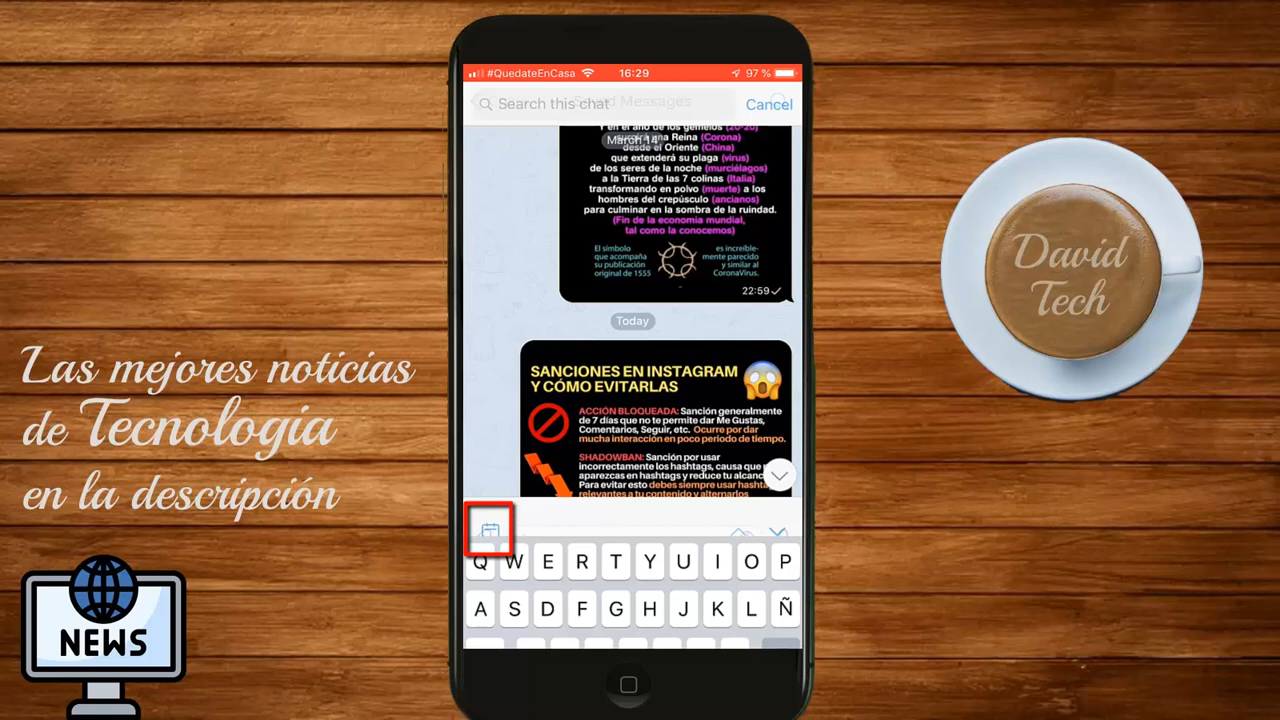 #QuedateEnCasa
16:29
97 %
Search this chat
Saved Messages
Cancel
Y en el año de los gemelos (20-20)
surgirá una Reina (Corona)
March 14
desde el Oriente (China)
que extenderá su plaga (virus)
de los seres de la noche (murciélagos)
a la Tierra de las 7 colinas (Italia)
transformando en polvo (muerte) a los
hombres del crepúsculo (ancianos)
para culminar en la sombra de la ruindad.
(Fin de la economía mundial,
tal como la conocemos)
El símbolo
que acompaña
su publicación
original de 1555
es increíble-
mente parecido
y similar al
CoronaVirus.
22:59
Today
SANCIONES EN INSTAGRAM
Y CÓMO EVITARLAS
ACCIÓN BLOQUEADA: Sanción generalmente
de 7 días que no te permite dar Me Gustas,
Comentarios, Seguir, etc. Ocurre por dar
mucha interacción en poco periodo de tiempo.
SHADOWBAN: Sanción por usar
incorrectamente los hashtags, causa que
aparezcas en hashtags y reduce tu
Para evitar esto debes siempre usar
relevantes a tu contenido y alternarlos
Q W E R T Y U I O P
A S D F G H J K L Ñ
Las mejores noticias
de Tecnología
en la descripción
NEWS
David
Tech